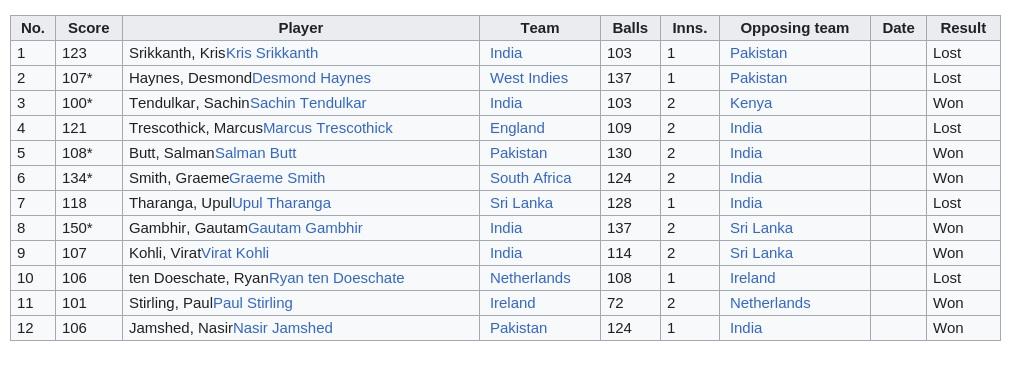 No. Score Player Team Balls Inns. Opposing team Date Result
1 123 Srikkanth, KrisKris Srikkanth India 103 1 Pakistan Lost
2 107* Haynes, DesmondDesmond Haynes West Indies 137 1 Pakistan Lost
3 100* Tendulkar, SachinSachin Tendulkar India 103 2 Kenya Won
4 121 Trescothick, MarcusMarcus Trescothick England 109 2 India Lost
5 108* Butt, SalmanSalman Butt Pakistan 130 2 India Won
6 134* Smith, GraemeGraeme Smith South Africa 124 2 India Won
7 118 Tharanga, UpulUpul Tharanga Sri Lanka 128 1 India Lost
8 150* Gambhir, GautamGautam Gambhir India 137 2 Sri Lanka Won
9 107 Kohli, ViratVirat Kohli India 114 2 Sri Lanka Won
10 106 ten Doeschate, RyanRyan ten Doeschate Netherlands 108 1 Ireland Lost
11 101 Stirling, PaulPaul Stirling Ireland 72 2 Netherlands Won
12 106 Jamshed, NasirNasir Jamshed Pakistan 124 1 India Won